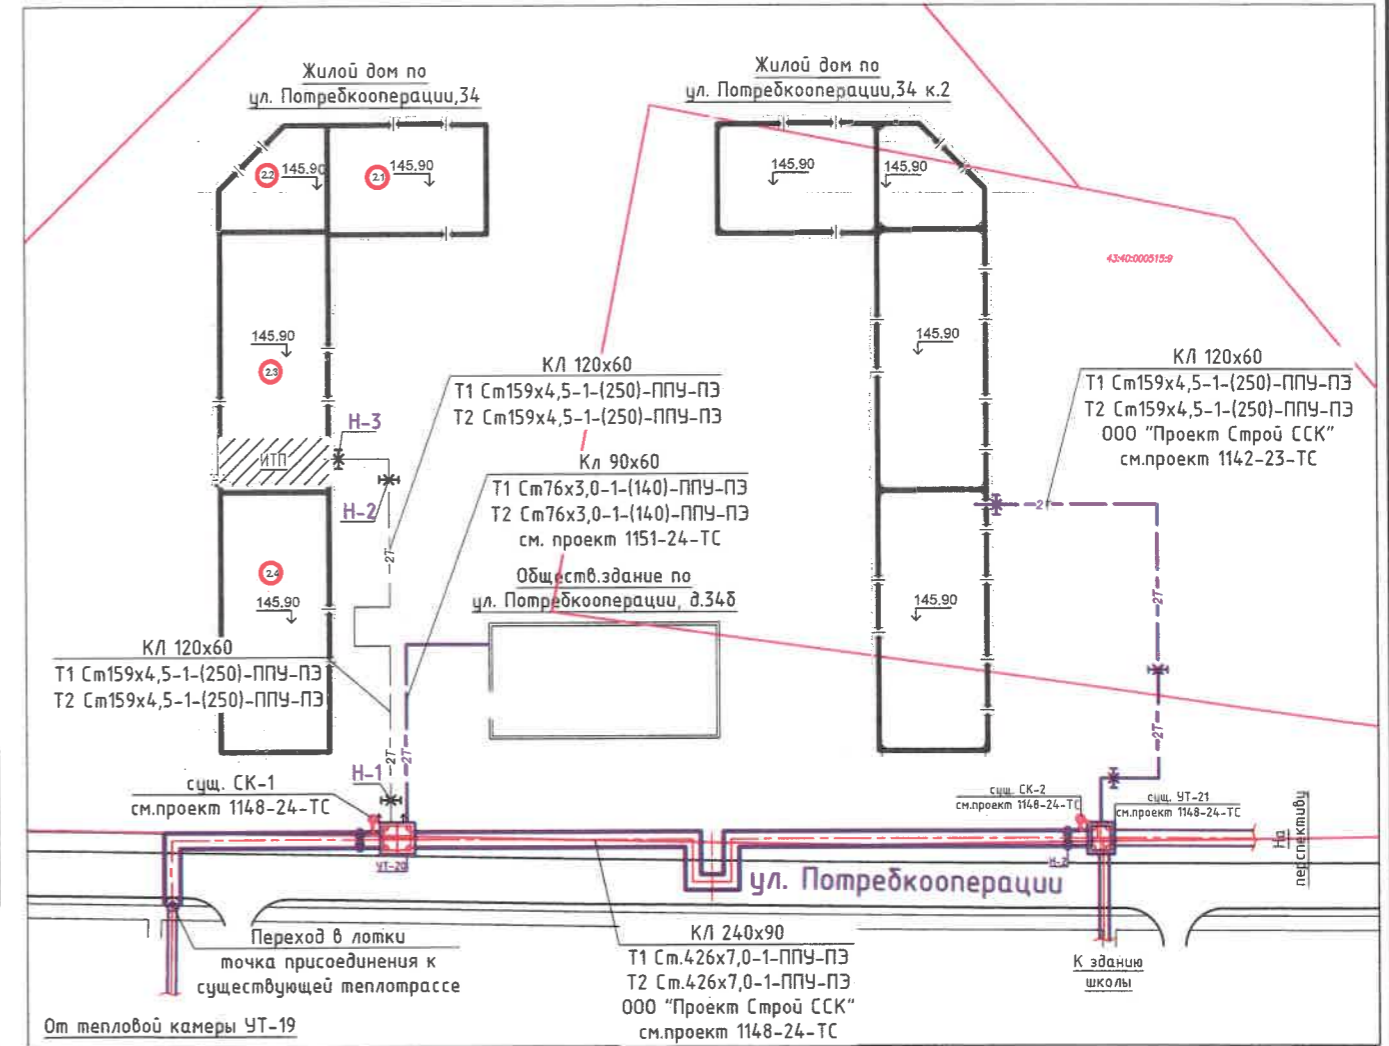 Жилой дом по
ул. Потребкооперации,34
Жилой дом по
ул. Потребкооперации,34 к.2
2.2
145.90
2.1
145.90
145.90
145.90
43:40:000515:9
145.90
2.3
145.90
КЛ 120х60
Т1 Ст159х4,5-1-(250)-ППУ-ПЭ
Т2 Ст159х4,5-1-(250)-ППУ-ПЭ
КЛ 120х60
Т1 Ст159х4,5-1-(250)-ППУ-ПЭ
Т2 Ст159х4,5-1-(250)-ППУ-ПЭ
ООО "Проект Строй ССК"
см.проект 1142-23-ТС
Н-3
ИТП
Н-2
Кл 90х60
Т1 Ст76х3,0-1-(140)-ППУ-ПЭ
Т2 Ст76х3,0-1-(140)-ППУ-ПЭ
см. проект 1151-24-ТС
2Т
2Т
2.4
145.90
Обществ.здание по
ул. Потребкооперации, д.34б
145.90
2Т
КЛ 120х60
Т1 Ст159х4,5-1-(250)-ППУ-ПЭ
Т2 Ст159х4,5-1-(250)-ППУ-ПЭ
2Т
2Т
2Т
Н-1
сущ. СК-1
см.проект 1148-24-ТС
сущ. СК-2
см.проект 1148-24-ТС
сущ. УТ-21
см.проект 1148-24-ТС
На
перспективу
УТ-20
Н-2
ул. Потребкооперации
Переход в лотки
точка присоединения к
существующей теплотрассе
КЛ 240х90
Т1 Ст.426х7,0-1-ППУ-ПЭ
Т2 Ст.426х7,0-1-ППУ-ПЭ
ООО "Проект Строй ССК"
см.проект 1148-24-ТС
К зданию
школы
От тепловой камеры УТ-19